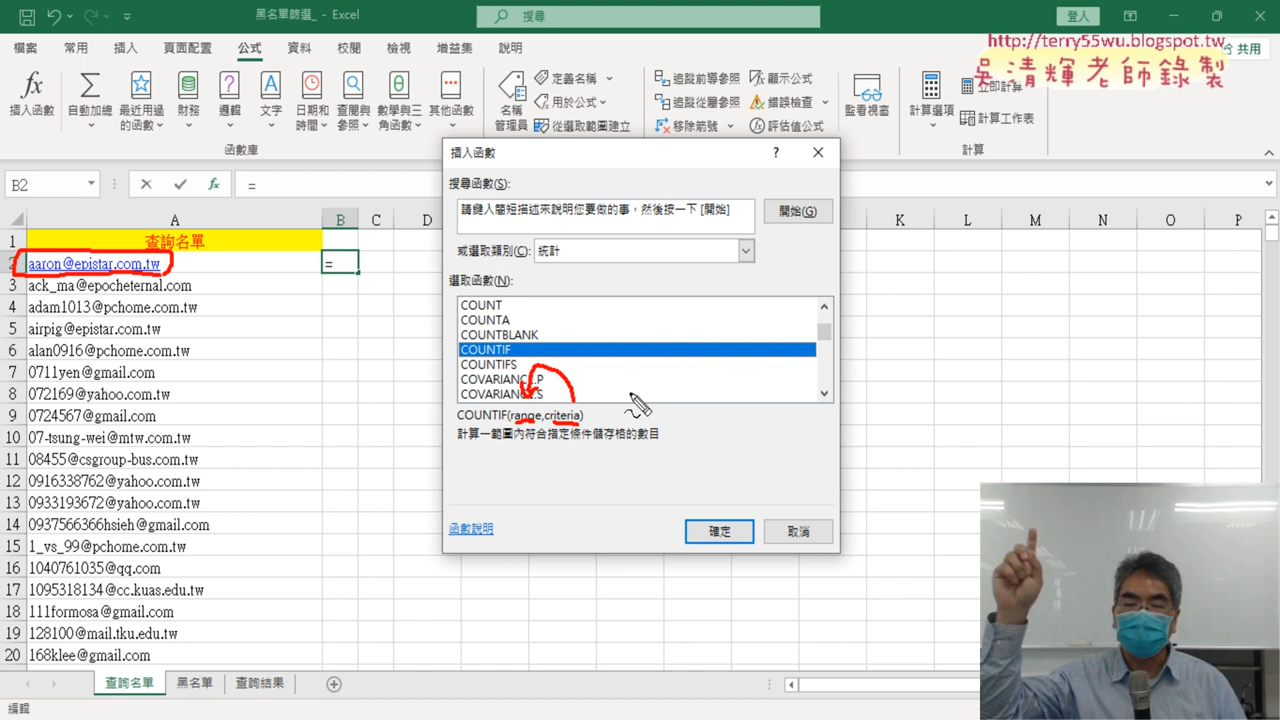 黑名單篩選_ - Excel
搜尋
登入
檔案 常用 插入 頁面配置 公式 資料 校閱 檢視 增益集 說明
共用
http://terry55wu.blogspot.tw
吳清輝老師錄製
插入函數
自動加總
最近用過的函數
財務
邏輯
文字
日期和時間
查閱與參照
數學與三角函數
其他函數
名稱管理員
定義名稱
用於公式
從選取範圍建立
追蹤前導參照
追蹤從屬參照
移除箭號
顯示公式
錯誤檢查
評估值公式
監看視窗
計算選項
立即計算
計算工作表
函數庫
計算
B2
fx
=
A B C D K L M N O P
1 查詢名單
2 aaron@epistar.com.tw =
3 ack_ma@epocheternal.com
4 adam1013@pchome.com.tw
5 airpig@epistar.com.tw
6 alan0916@pchome.com.tw
7 0711yen@gmail.com
8 072169@yahoo.com.tw
9 0724567@gmail.com
10 07-tsung-wei@mtw.com.tw
11 08455@csgroup-bus.com.tw
12 0916338762@yahoo.com.tw
13 0933193672@yahoo.com.tw
14 0937566366hsieh@gmail.com
15 1_vs_99@pchome.com.tw
16 1040761035@qq.com
17 1095318134@cc.kuas.edu.tw
18 111formosa@gmail.com
19 128100@mail.tku.edu.tw
20 168klee@gmail.com
插入函數 ?
搜尋函數(S):
請鍵入簡短描述來說明您要做的事，然後按一下 [開始]
開始(G)
或選取類別(C): 統計
選取函數(N):
COUNT
COUNTA
COUNTBLANK
COUNTIF
COUNTIFS
COVARIANCE.P
COVARIANCE.S
COUNTIF(range,criteria)
計算一範圍內符合指定條件儲存格的數目
函數說明
確定
取消
查詢名單 黑名單 查詢結果
編輯